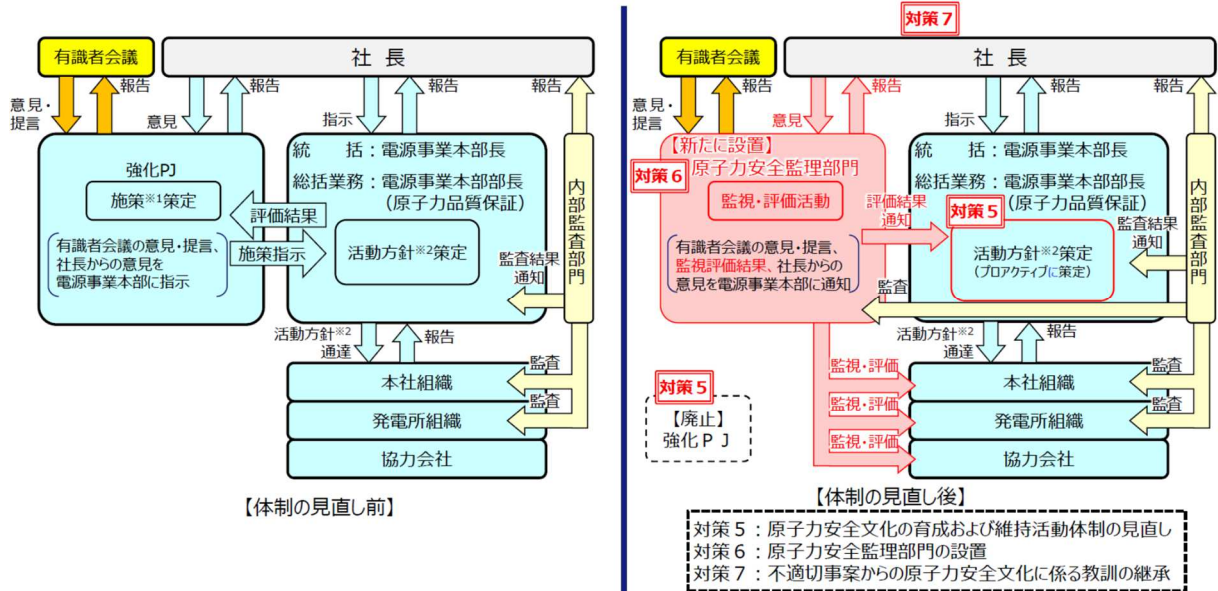 有識者会議
社 長
報告
報告
報告
報告
意見・
提言
意見
指示
強化PJ
施策※1策定
有識者会議の意見・提言、
社長からの意見を
電源事業本部に指示
評価結果
施策指示
統　　括：電源事業本部長
総括業務：電源事業本部部長
（原子力品質保証）
活動方針※2策定
監査結果
通知
内部監査部門
活動方針※2
通達
報告
監査
本社組織
監査
発電所組織
協力会社
【体制の見直し前】
対策７
有識者会議
社 長
報告
報告
報告
報告
意見・
提言
意見
指示
【新たに設置】
対策６
原子力安全監理部門
監視・評価活動
有識者会議の意見・提言、
監視評価結果、社長からの
意見を電源事業本部に通知
評価結果
通知
統　　括：電源事業本部長
総括業務：電源事業本部部長
（原子力品質保証）
対策５
活動方針※2策定
(プロアクティブに策定)
監査結果
通知
内部監査部門
監査
活動方針※2
通達
報告
監視・評価
本社組織
監査
監視・評価
発電所組織
監査
監視・評価
協力会社
対策５
【廃止】
強化ＰＪ
【体制の見直し後】
対策５：原子力安全文化の育成および維持活動体制の見直し
対策６：原子力安全監理部門の設置
対策７：不適切事案からの原子力安全文化に係る教訓の継承